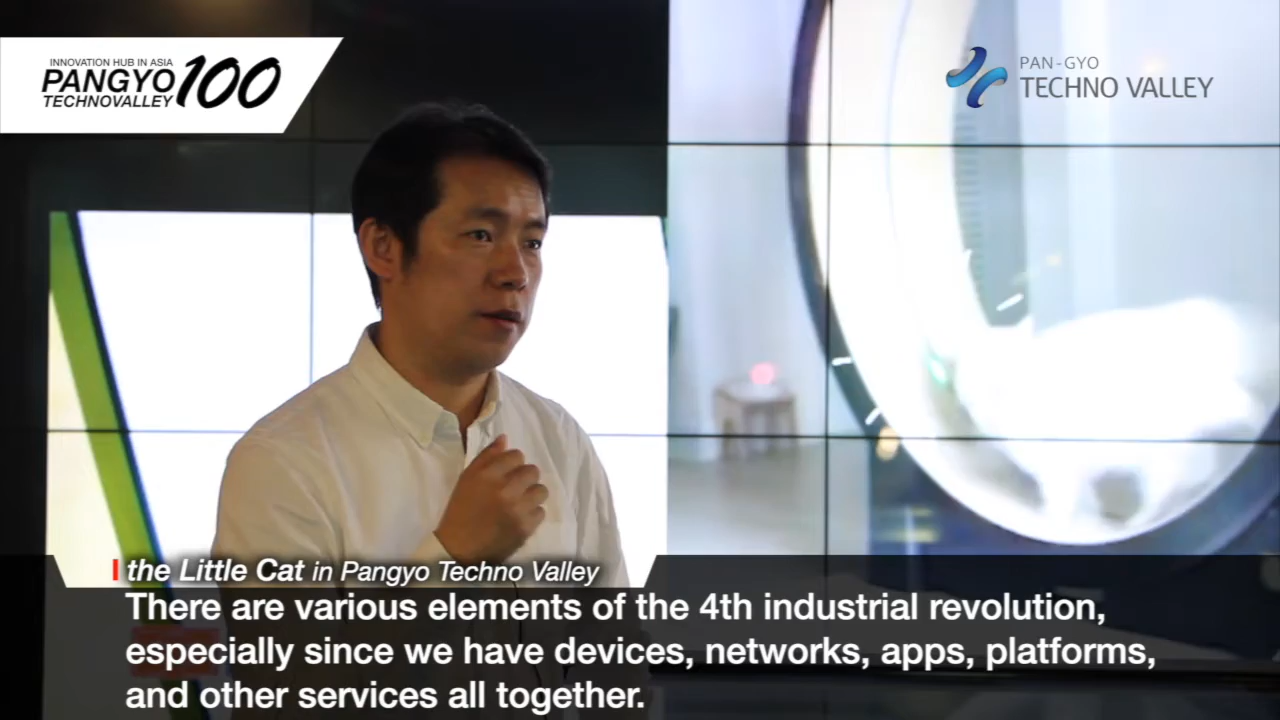 INNOVATION HUB IN ASIA
PANGYO 100
TECHNOVALLEY
PAN-GYO
TECHNO VALLEY
the Little Cat in Pangyo Techno Valley
There are various elements of the 4th industrial revolution,
especially since we have devices, networks, apps, platforms,
and other services all together.